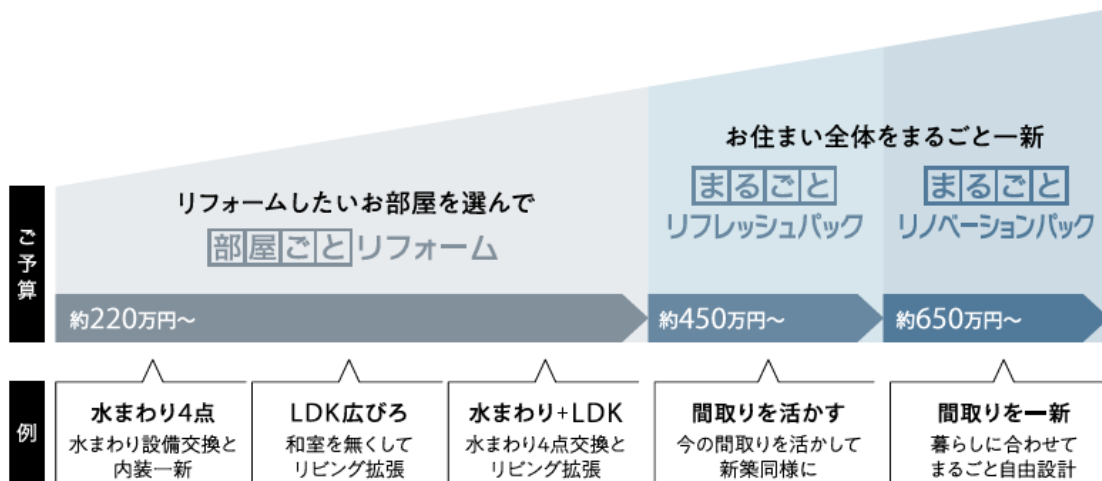 お住まい全体をまるごと一新
リフォームしたいお部屋を選んで
部屋ごとリフォーム
まるごと
リフレッシュパック
まるごと
リノベーションパック
ご予算
約220万円〜
約450万円〜
約650万円〜
例
水まわり4点
水まわり設備交換と
内装一新
LDK広びろ
和室を無くして
リビング拡張
水まわり+LDK
水まわり4点交換と
リビング拡張
間取りを活かす
今の間取りを活かして
新築同様に
間取りを一新
暮らしに合わせて
まるごと自由設計